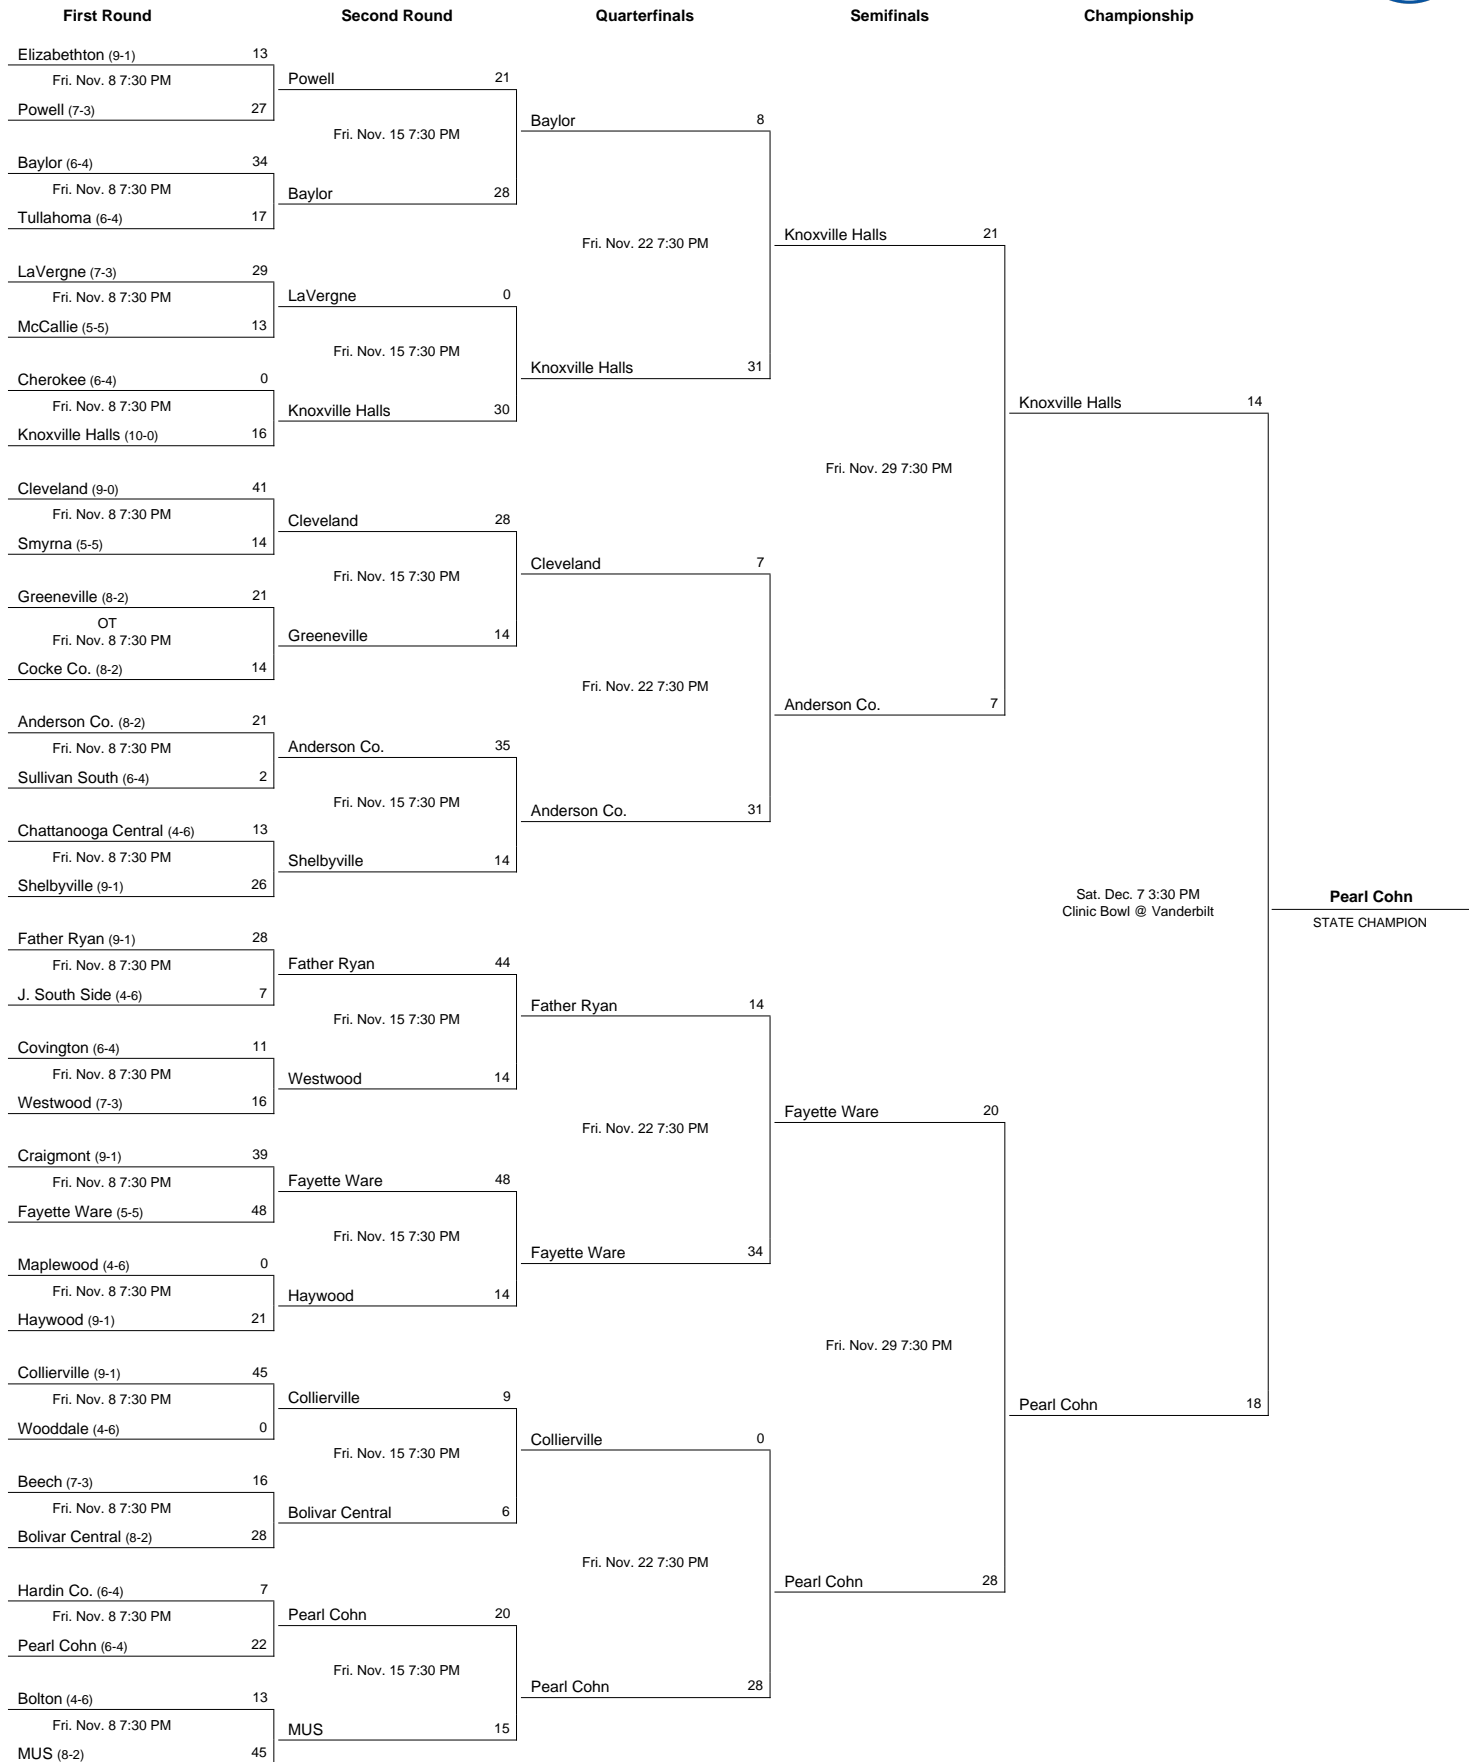 First Round
Second Round
Quarterfinals
Semifinals
Championship
Elizabethton (9-1) 13
Fri. Nov. 8 7:30 PM
Powell (7-3) 27
Baylor (6-4) 34
Fri. Nov. 8 7:30 PM
Tullahoma (6-4) 17
LaVergne (7-3) 29
Fri. Nov. 8 7:30 PM
McCallie (5-5) 13
Cherokee (6-4) 0
Fri. Nov. 8 7:30 PM
Knoxville Halls (10-0) 16
Cleveland (9-0) 41
Fri. Nov. 8 7:30 PM
Smyrna (5-5) 14
Greeneville (8-2) 21
OT
Fri. Nov. 8 7:30 PM
Cocke Co. (8-2) 14
Anderson Co. (8-2) 21
Fri. Nov. 8 7:30 PM
Sullivan South (6-4) 2
Chattanooga Central (4-6) 13
Fri. Nov. 8 7:30 PM
Shelbyville (9-1) 26
Father Ryan (9-1) 28
Fri. Nov. 8 7:30 PM
J. South Side (4-6) 7
Covington (6-4) 11
Fri. Nov. 8 7:30 PM
Westwood (7-3) 16
Craigmont (9-1) 39
Fri. Nov. 8 7:30 PM
Fayette Ware (5-5) 48
Maplewood (4-6) 0
Fri. Nov. 8 7:30 PM
Haywood (9-1) 21
Collierville (9-1) 45
Fri. Nov. 8 7:30 PM
Wooddale (4-6) 0
Beech (7-3) 16
Fri. Nov. 8 7:30 PM
Bolivar Central (8-2) 28
Hardin Co. (6-4) 7
Fri. Nov. 8 7:30 PM
Pearl Cohn (6-4) 22
Bolton (4-6) 13
Fri. Nov. 8 7:30 PM
MUS (8-2) 45
Powell 21
Fri. Nov. 15 7:30 PM
Baylor 28
LaVergne 0
Fri. Nov. 15 7:30 PM
Knoxville Halls 30
Cleveland 28
Fri. Nov. 15 7:30 PM
Greeneville 14
Anderson Co. 35
Fri. Nov. 15 7:30 PM
Shelbyville 14
Father Ryan 44
Fri. Nov. 15 7:30 PM
Westwood 14
Fayette Ware 48
Fri. Nov. 15 7:30 PM
Haywood 14
Collierville 9
Fri. Nov. 15 7:30 PM
Bolivar Central 6
Pearl Cohn 20
Fri. Nov. 15 7:30 PM
MUS 15
Baylor 8
Fri. Nov. 22 7:30 PM
Knoxville Halls 31
Cleveland 7
Fri. Nov. 22 7:30 PM
Anderson Co. 31
Father Ryan 14
Fri. Nov. 22 7:30 PM
Fayette Ware 34
Collierville 0
Fri. Nov. 22 7:30 PM
Pearl Cohn 28
Knoxville Halls 21
Fri. Nov. 29 7:30 PM
Anderson Co. 7
Fayette Ware 20
Fri. Nov. 29 7:30 PM
Pearl Cohn 28
Knoxville Halls 14
Sat. Dec. 7 3:30 PM
Clinic Bowl @ Vanderbilt
Pearl Cohn 18
Pearl Cohn
STATE CHAMPION